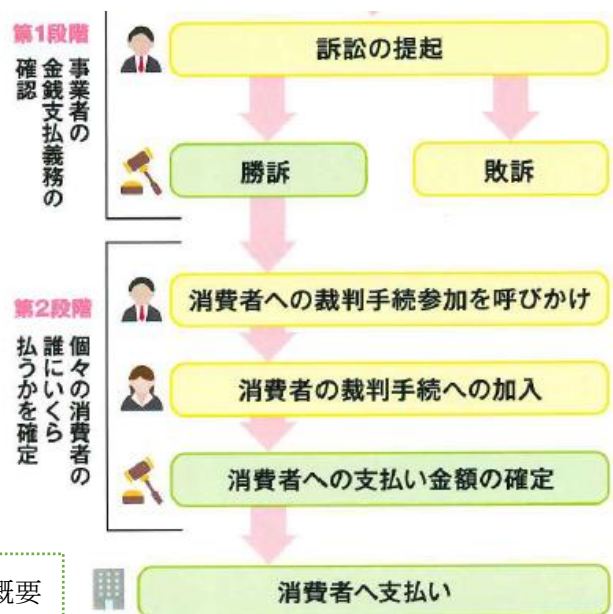 第1段階
事業者の
金銭支払義務の
確認
訴訟の提起
勝訴
敗訴
第2段階
個々の消費者の
誰にいくら
払うかを確定
消費者への裁判手続参加を呼びかけ
消費者の裁判手続への加入
消費者への支払い金額の確定
概要
消費者へ支払い